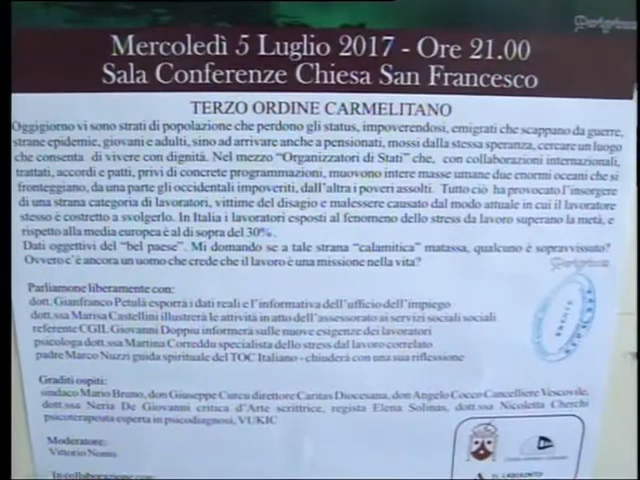 Mercoledì 5 Luglio 2017 - Ore 21.00
Sala Conferenze Chiesa San Francesco
TERZO ORDINE CARMELITANO
Oggigiorno vi sono strati di popolazione che perdono gli status, impoverendosi, emigrati che scappano da guerre,
strane epidemie, giovani e adulti, sino ad arrivare anche a pensionati, mossi dalla stessa speranza, cercare un luogo
che consenta di vivere con dignità. Nel mezzo "Organizzatori di Stati" che, con collaborazioni internazionali,
trattati, accordi e patti, privi di concrete programmazioni, muovono intere masse umane due enormi oceani che si
fronteggiano, da una parte gli occidentali impoveriti, dall'altra i poveri assolti. Tutto ciò ha provocato l'insorgere
di una strana categoria di lavoratori, vittime del disagio e malessere causato dal modo attuale in cui il lavoratore
stesso è costretto a svolgerlo. In Italia i lavoratori esposti al fenomeno dello stress da lavoro superano la metà, e
rispetto alla media europea è al di sopra del 30%.
Dati oggettivi del "bel paese". Mi domando se a tale strana "calamitica" matassa, qualcuno è sopravvissuto?
Ovvero c'è ancora un uomo che crede che il lavoro è una missione nella vita?
Parliamone liberamente con:
dott. Gianfranco Petulà esporrà i dati reali e l'informativa dell'ufficio dell'impiego
dott.ssa Marisa Castellini illustrerà le attività in atto dell'assessorato ai servizi sociali sociali
referente CGIL Giovanni Doppiu informerà sulle nuove esigenze dei lavoratori
psicologa dott.ssa Martina Correddu specialista dello stress dal lavoro correlato
padre Marco Nuzzi guida spirituale del TOC Italiano - chiuderà con una sua riflessione
Graditi ospiti:
sindaco Mario Bruno, don Giuseppe Curcu direttore Caritas Diocesana, don Angelo Cocco Cancelliere Vescovile,
dott.ssa Neria De Giovanni critica d'Arte scrittrice, regista Elena Solinas, dott.ssa Nicoletta Cherchi
psicoterapeuta esperta in psicodiagnosi, VUKIC
Moderatore:
Vittorio Nonis
In collaborazione con
IL LABIRINTO